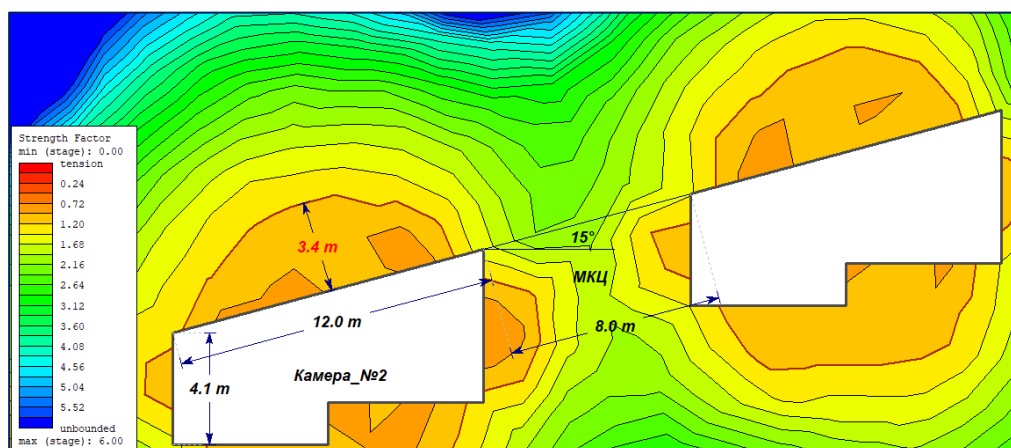 Strength Factor
min (stage): 0.00
tension
0.24
0.72
1.20
1.68
2.16
2.64
3.12
3.60
4.08
4.56
5.04
5.52
unbounded
max (stage): 6.00
3.4 m
15°
МКЦ
12.0 m
8.0 m
4.1 m
Камера_№2